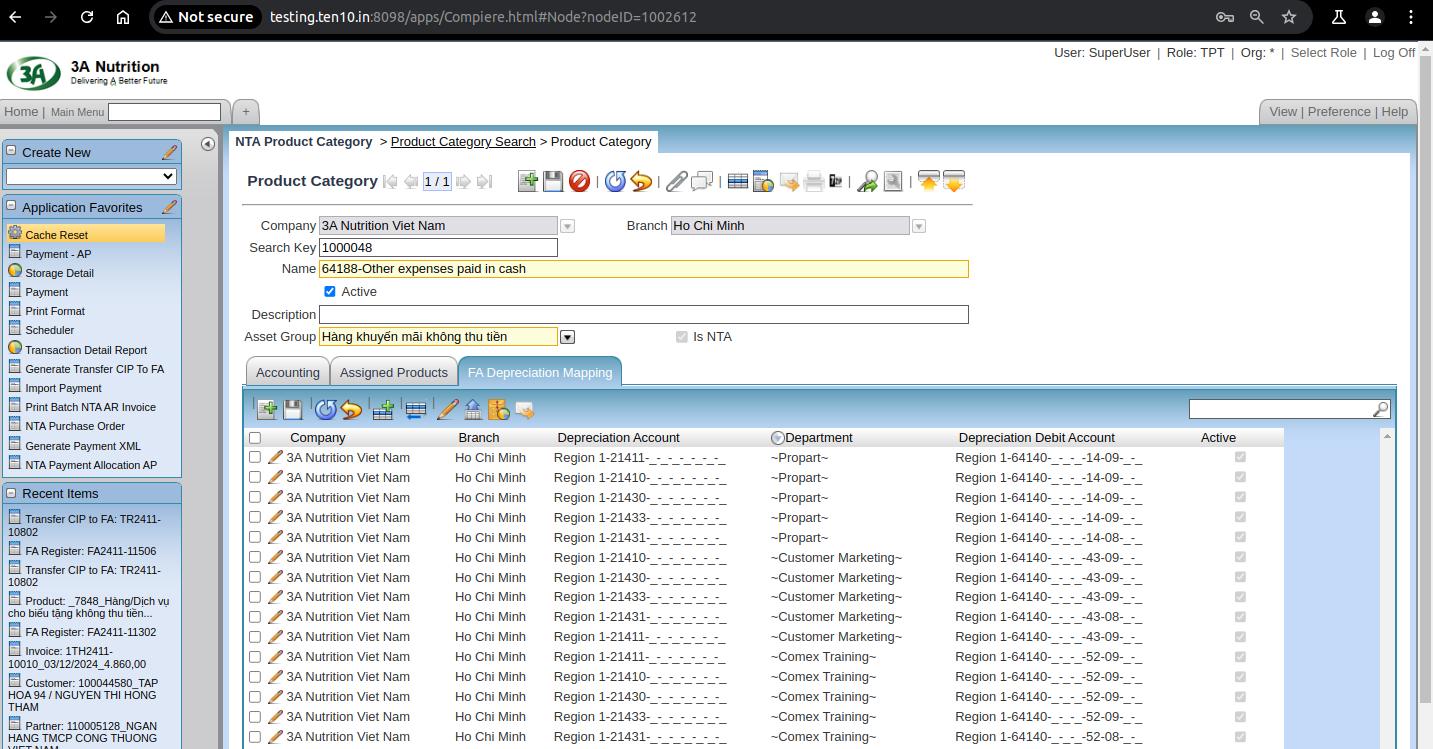 Not secure
testing.ten10.in:8098/apps/Compiere.html#Node?nodeID=1002612
User: SuperUser | Role: TPT | Org: * | Select Role | Log Off
3A
3A Nutrition
Delivering A Better Future
Home | Main Menu
+
View | Preference | Help
Create New
Application Favorites
Cache Reset
Payment - AP
Storage Detail
Payment
Print Format
Scheduler
Transaction Detail Report
Generate Transfer CIP To FA
Import Payment
Print Batch NTA AR Invoice
NTA Purchase Order
Generate Payment XML
NTA Payment Allocation AP
Recent Items
Transfer CIP to FA: TR2411-
10802
FA Register: FA2411-11506
Transfer CIP to FA: TR2411-
10802
Product: _7848_Hàng/Dịch vụ
cho biếu tặng không thu tiền...
FA Register: FA2411-11302
Invoice: 1TH2411-
10010_03/12/2024_4.860,00
Customer: 100044580_TAP
HOA 94 / NGUYEN THI HONG
THAM
Partner: 110005128_NGAN
HANG TMCP CONG THUONG
VIET NAM
NTA Product Category > Product Category Search > Product Category
Product Category 1 / 1
Company 3A Nutrition Viet Nam Branch Ho Chi Minh
Search Key 1000048
Name 64188-Other expenses paid in cash
Active
Description
Asset Group Hàng khuyến mãi không thu tiền Is NTA
Accounting Assigned Products FA Depreciation Mapping
Company Branch Depreciation Account Department Depreciation Debit Account Active
3A Nutrition Viet Nam Ho Chi Minh Region 1-21411-_-_-_-_-_-_-_ ~Propart~ Region 1-64140-_-_-_-14-09-_-_
3A Nutrition Viet Nam Ho Chi Minh Region 1-21410-_-_-_-_-_-_-_ ~Propart~ Region 1-64140-_-_-_-14-09-_-_
3A Nutrition Viet Nam Ho Chi Minh Region 1-21430-_-_-_-_-_-_-_ ~Propart~ Region 1-64140-_-_-_-14-09-_-_
3A Nutrition Viet Nam Ho Chi Minh Region 1-21433-_-_-_-_-_-_-_ ~Propart~ Region 1-64140-_-_-_-14-09-_-_
3A Nutrition Viet Nam Ho Chi Minh Region 1-21431-_-_-_-_-_-_-_ ~Propart~ Region 1-64140-_-_-_-14-08-_-_
3A Nutrition Viet Nam Ho Chi Minh Region 1-21410-_-_-_-_-_-_-_ ~Customer Marketing~ Region 1-64140-_-_-_-43-09-_-_
3A Nutrition Viet Nam Ho Chi Minh Region 1-21430-_-_-_-_-_-_-_ ~Customer Marketing~ Region 1-64140-_-_-_-43-09-_-_
3A Nutrition Viet Nam Ho Chi Minh Region 1-21433-_-_-_-_-_-_-_ ~Customer Marketing~ Region 1-64140-_-_-_-43-09-_-_
3A Nutrition Viet Nam Ho Chi Minh Region 1-21431-_-_-_-_-_-_-_ ~Customer Marketing~ Region 1-64140-_-_-_-43-08-_-_
3A Nutrition Viet Nam Ho Chi Minh Region 1-21411-_-_-_-_-_-_-_ ~Customer Marketing~ Region 1-64140-_-_-_-43-09-_-_
3A Nutrition Viet Nam Ho Chi Minh Region 1-21411-_-_-_-_-_-_-_ ~Comex Training~ Region 1-64140-_-_-_-52-09-_-_
3A Nutrition Viet Nam Ho Chi Minh Region 1-21410-_-_-_-_-_-_-_ ~Comex Training~ Region 1-64140-_-_-_-52-09-_-_
3A Nutrition Viet Nam Ho Chi Minh Region 1-21430-_-_-_-_-_-_-_ ~Comex Training~ Region 1-64140-_-_-_-52-09-_-_
3A Nutrition Viet Nam Ho Chi Minh Region 1-21433-_-_-_-_-_-_-_ ~Comex Training~ Region 1-64140-_-_-_-52-09-_-_
3A Nutrition Viet Nam Ho Chi Minh Region 1-21431-_-_-_-_-_-_-_ ~Comex Training~ Region 1-64140-_-_-_-52-08-_-_